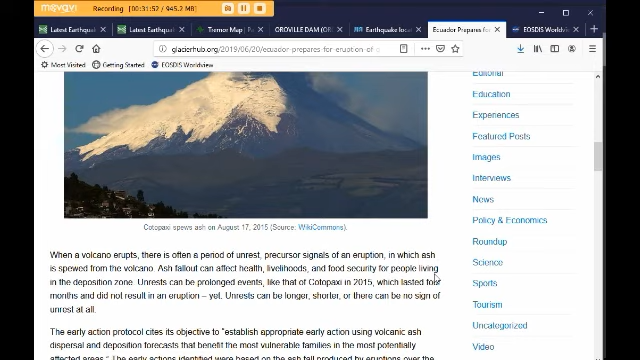 movavi
00:31:52 / 945.2 MB
Latest Earthquake
Latest Earthquak
Tremor Map | Pa
OROVILLE DAM (OR
Earthquake locat
Ecuador Prepares for
EOSDIS Worldview
glacierhub.org/2019/06/20/ecuador-prepares-for-eruption-of-c
Most Visited Getting Started EOSDIS Worldview
Editorial
Education
Experiences
Featured Posts
Images
Interviews
News
Policy & Economics
Roundup
Science
Sports
Tourism
Uncategorized
Video
Cotopaxi spews ash on August 17, 2015 (Source: WikiCommons).
When a volcano erupts, there is often a period of unrest, precursor signals of an eruption, in which ash
is spewed from the volcano. Ash fallout can affect health, livelihoods, and food security for people living
in the deposition zone. Unrests can be prolonged events, like that of Cotopaxi in 2015, which lasted four
months and did not result in an eruption – yet. Unrests can be longer, shorter, or there can be no sign of
unrest at all.
The early action protocol cites its objective to "establish appropriate early action using volcanic ash
dispersal and deposition forecasts that benefit the most vulnerable families in the most potentially
affected areas." The early actions identified were based on the ash fall produced by eruptions over the